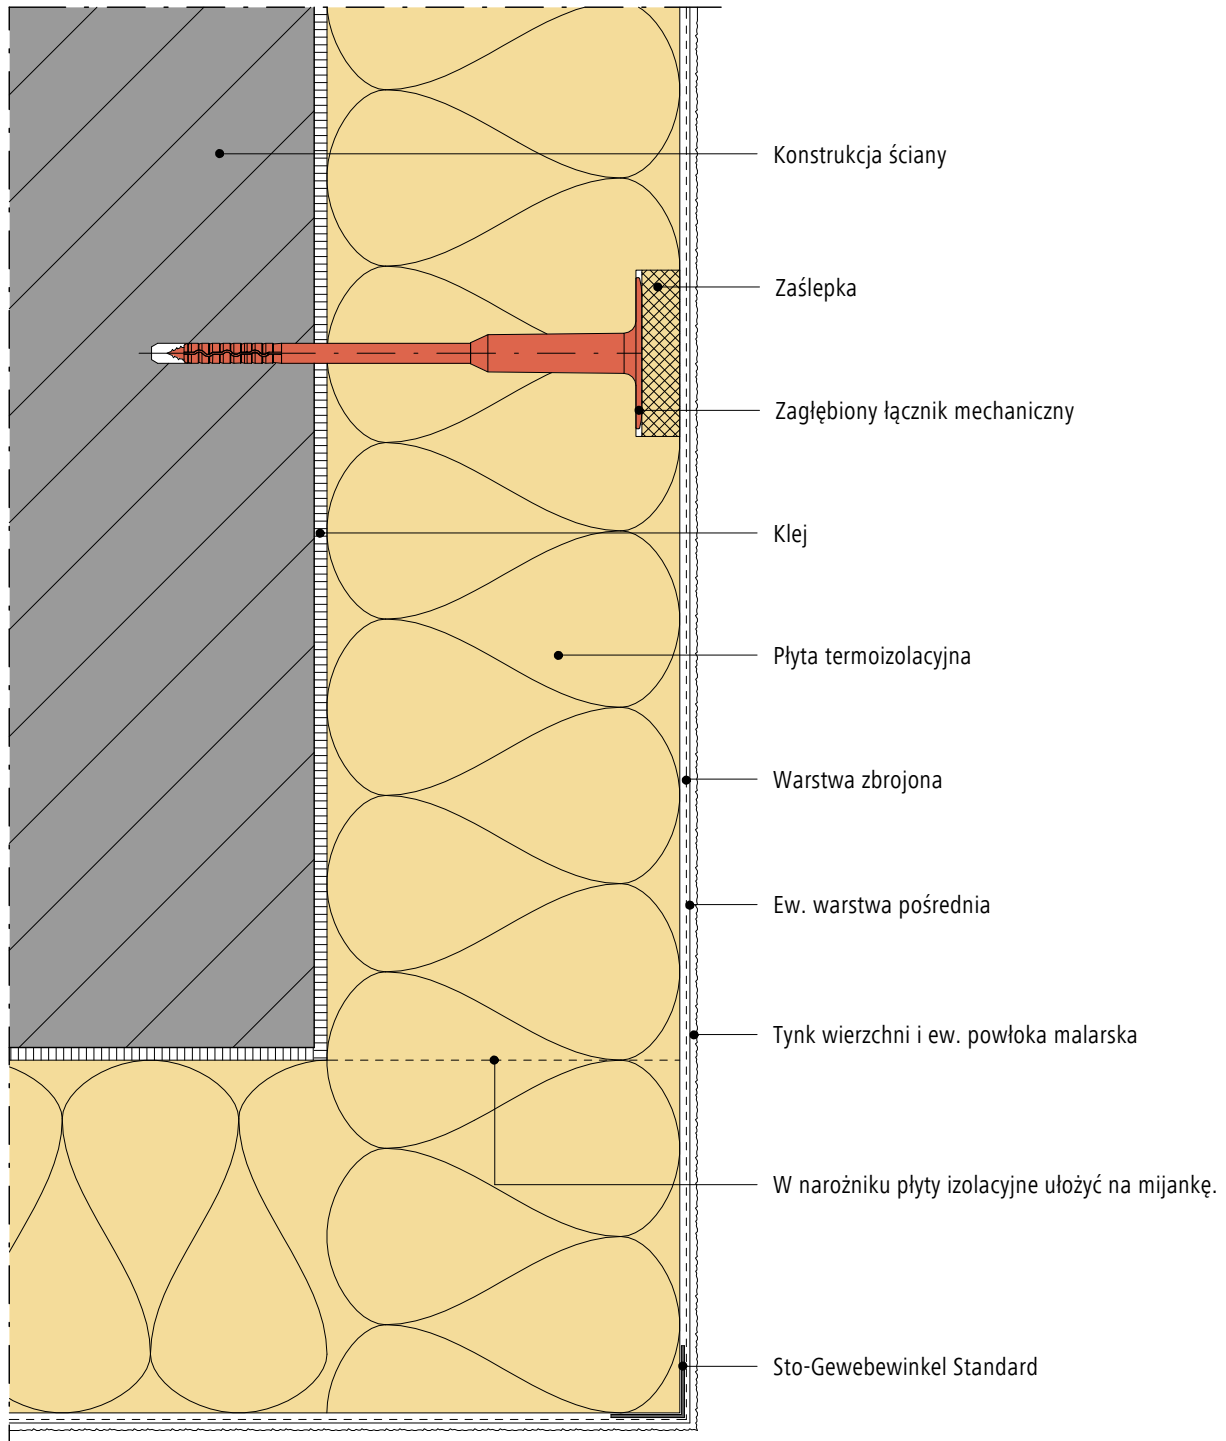 Konstrukcja ściany
Zaślepka
Zagłębiony łącznik mechaniczny
Klej
Płyta termoizolacyjna
Warstwa zbrojona
Ew. warstwa pośrednia
Tynk wierzchni i ew. powłoka malarska
W narożniku płyty izolacyjne ułożyć na mijankę.
Sto-Gewebewinkel Standard